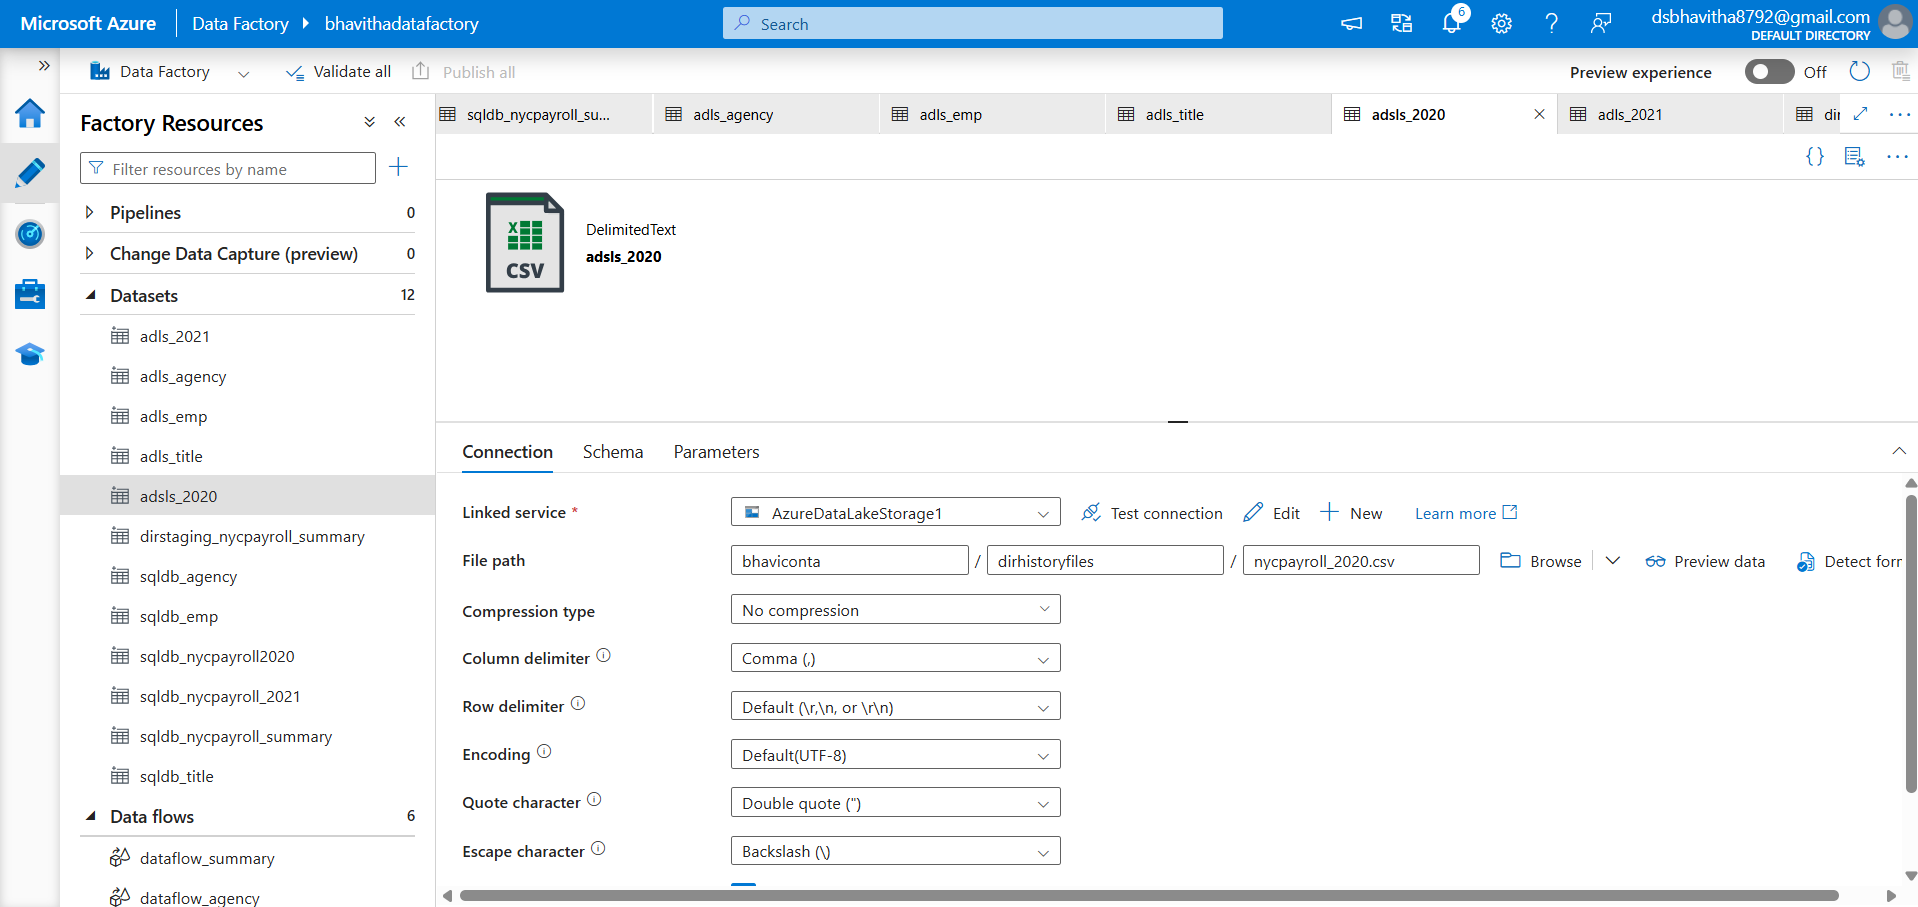 Microsoft Azure
Data Factory
bhavithadatafactory
Search
6
dsbhavitha8792@gmail.com
DEFAULT DIRECTORY
Data Factory
Validate all
Publish all
Preview experience
Off
Factory Resources
Filter resources by name
Pipelines 0
Change Data Capture (preview) 0
Datasets 12
adls_2021
adls_agency
adls_emp
adls_title
adsls_2020
dirstaging_nycpayroll_summary
sqldb_agency
sqldb_emp
sqldb_nycpayroll2020
sqldb_nycpayroll_2021
sqldb_nycpayroll_summary
sqldb_title
Data flows 6
dataflow_summary
dataflow_agency
sqldb_nycpayroll_su...
adls_agency
adls_emp
adls_title
adsls_2020
adls_2021
dir
{}
X
CSV
DelimitedText
adsls_2020
Connection
Schema
Parameters
Linked service *
AzureDataLakeStorage1
Test connection
Edit
New
Learn more
File path
bhaviconta / dirhistoryfiles / nycpayroll_2020.csv
Browse
Preview data
Detect for
Compression type
No compression
Column delimiter
Comma (,)
Row delimiter
Default (\r,\n, or \r\n)
Encoding
Default(UTF-8)
Quote character
Double quote (")
Escape character
Backslash (\)